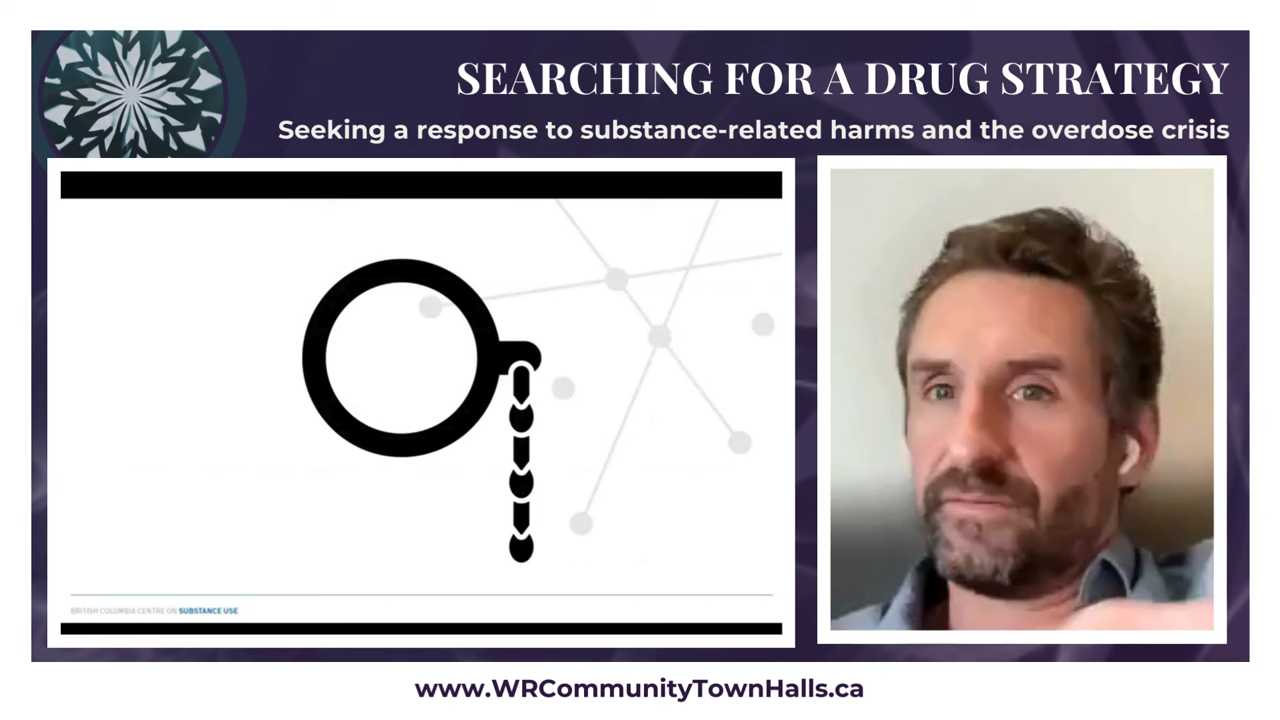 SEARCHING FOR A DRUG STRATEGY
Seeking a response to substance-related harms and the overdose crisis
BRITISH COLUMBIA CENTRE ON SUBSTANCE USE
www.WRCommunityTownHalls.ca